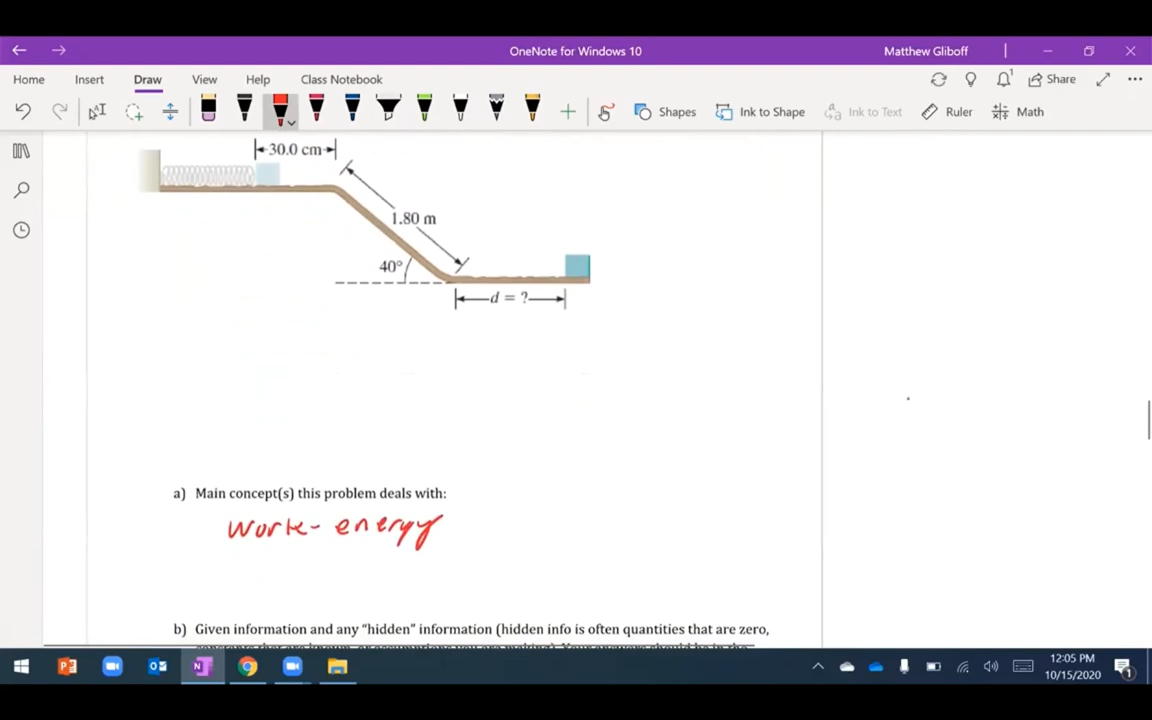 OneNote for Windows 10
Matthew Gliboff
Home Insert Draw View Help Class Notebook
Share
Shapes Ink to Shape Ink to Text Ruler Math
30.0 cm
1.80 m
40°
d = ?
a) Main concept(s) this problem deals with:
work-energy
b) Given information and any “hidden” information (hidden info is often quantities that are zero,
12:05 PM
10/15/2020